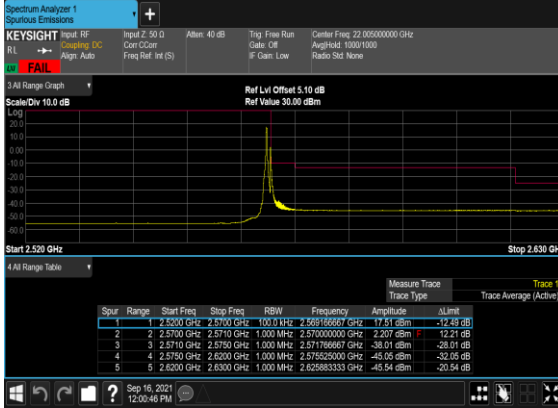 Spectrum Analyzer 1
Spurious Emissions
+
KEYSIGHT Input: RF Input Z: 50 Ω Atten: 40 dB Trig: Free Run Center Freq: 22.005000000 GHz
RL Coupling: DC Corr CCorr Gate: Off Avg|Hold: 1000/1000
Align: Auto Freq Ref: Int (S) IF Gain: Low Radio Std: None
FAIL
3 All Range Graph
Ref Lvl Offset 5.10 dB
Scale/Div 10.0 dB Ref Value 30.00 dBm
Log
20.0
10.0
0.00
-10.0
-20.0
-30.0
-40.0
-50.0
-60.0
Start 2.520 GHz Stop 2.630 GH
4 All Range Table
Measure Trace Trace 1
Trace Type Trace Average (Active)
Spur Range Start Freq Stop Freq RBW Frequency Amplitude ΔLimit
1 1 2.5200 GHz 2.5700 GHz 100.0 kHz 2.569166667 GHz 17.51 dBm -12.49 dB
2 2 2.5700 GHz 2.5710 GHz 1.000 MHz 2.570000000 GHz 2.207 dBm F 12.21 dB
3 3 2.5710 GHz 2.5750 GHz 1.000 MHz 2.571766667 GHz -38.01 dBm -28.01 dB
4 4 2.5750 GHz 2.6200 GHz 1.000 MHz 2.575525000 GHz -45.05 dBm -32.05 dB
5 5 2.6200 GHz 2.6300 GHz 1.000 MHz 2.625883333 GHz -45.54 dBm -20.54 dB
? Sep 16, 2021
12:00:46 PM